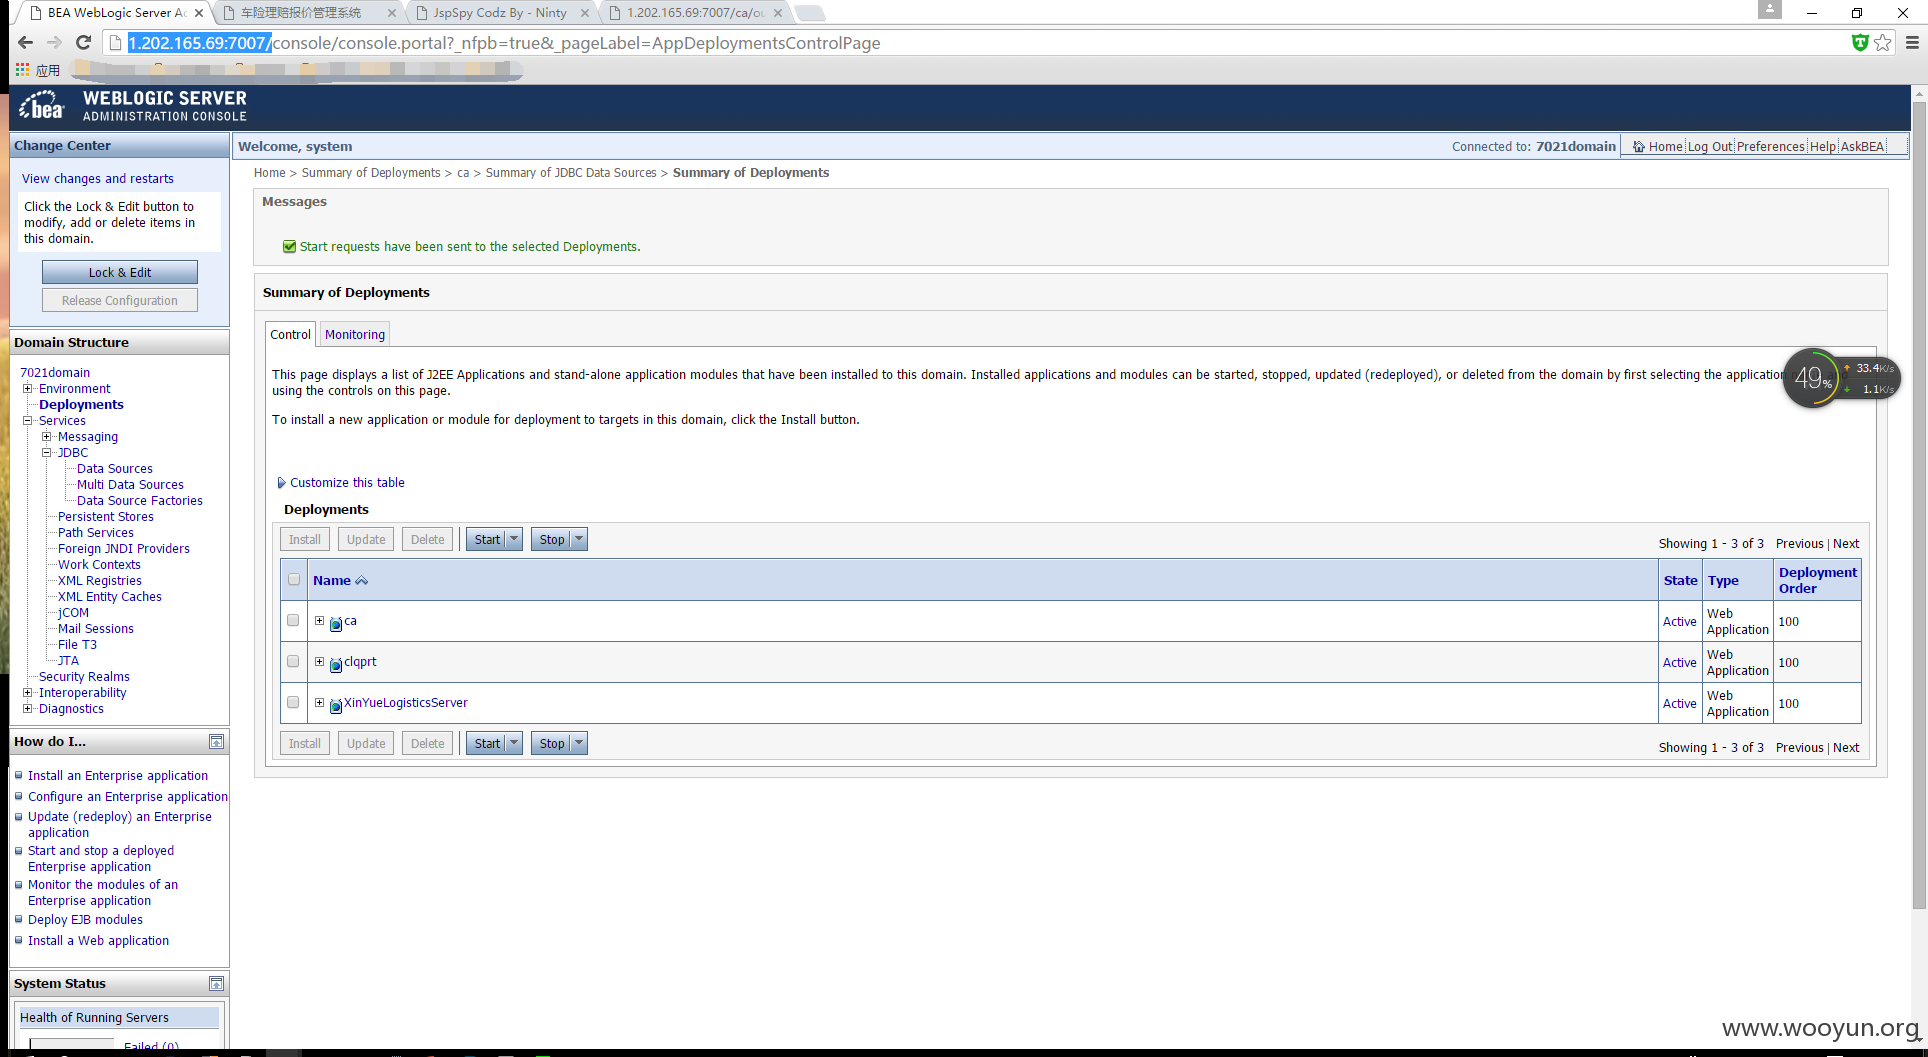 BEA WebLogic Server Ad
车险理赔报价管理系统
JspSpy Codz By - Ninty
1.202.165.69:7007/ca/ou
1.202.165.69:7007/console/console.portal?_nfpb=true&_pageLabel=AppDeploymentsControlPage
应用
bea
WEBLOGIC SERVER
ADMINISTRATION CONSOLE
Change Center
View changes and restarts
Click the Lock & Edit button to
modify, add or delete items in
this domain.
Lock & Edit
Release Configuration
Domain Structure
7021domain
Environment
Deployments
Services
Messaging
JDBC
Data Sources
Multi Data Sources
Data Source Factories
Persistent Stores
Path Services
Foreign JNDI Providers
Work Contexts
XML Registries
XML Entity Caches
jCOM
Mail Sessions
File T3
JTA
Security Realms
Interoperability
Diagnostics
How do I...
Install an Enterprise application
Configure an Enterprise application
Update (redeploy) an Enterprise
application
Start and stop a deployed
Enterprise application
Monitor the modules of an
Enterprise application
Deploy EJB modules
Install a Web application
System Status
Health of Running Servers
Failed (0)
Welcome, system
Connected to: 7021domain
Home
Log Out
Preferences
Help
AskBEA
Home > Summary of Deployments > ca > Summary of JDBC Data Sources > Summary of Deployments
Messages
Start requests have been sent to the selected Deployments.
Summary of Deployments
Control
Monitoring
This page displays a list of J2EE Applications and stand-alone application modules that have been installed to this domain. Installed applications and modules can be started, stopped, updated (redeployed), or deleted from the domain by first selecting the application
using the controls on this page.
To install a new application or module for deployment to targets in this domain, click the Install button.
49%
33.4K/s
1.1K/s
Customize this table
Deployments
Install
Update
Delete
Start
Stop
Showing 1 - 3 of 3 Previous | Next
Name
State
Type
Deployment
Order
ca
Active
Web
Application
100
clqprt
Active
Web
Application
100
XinYueLogisticsServer
Active
Web
Application
100
Install
Update
Delete
Start
Stop
Showing 1 - 3 of 3 Previous | Next
www.wooyun.org